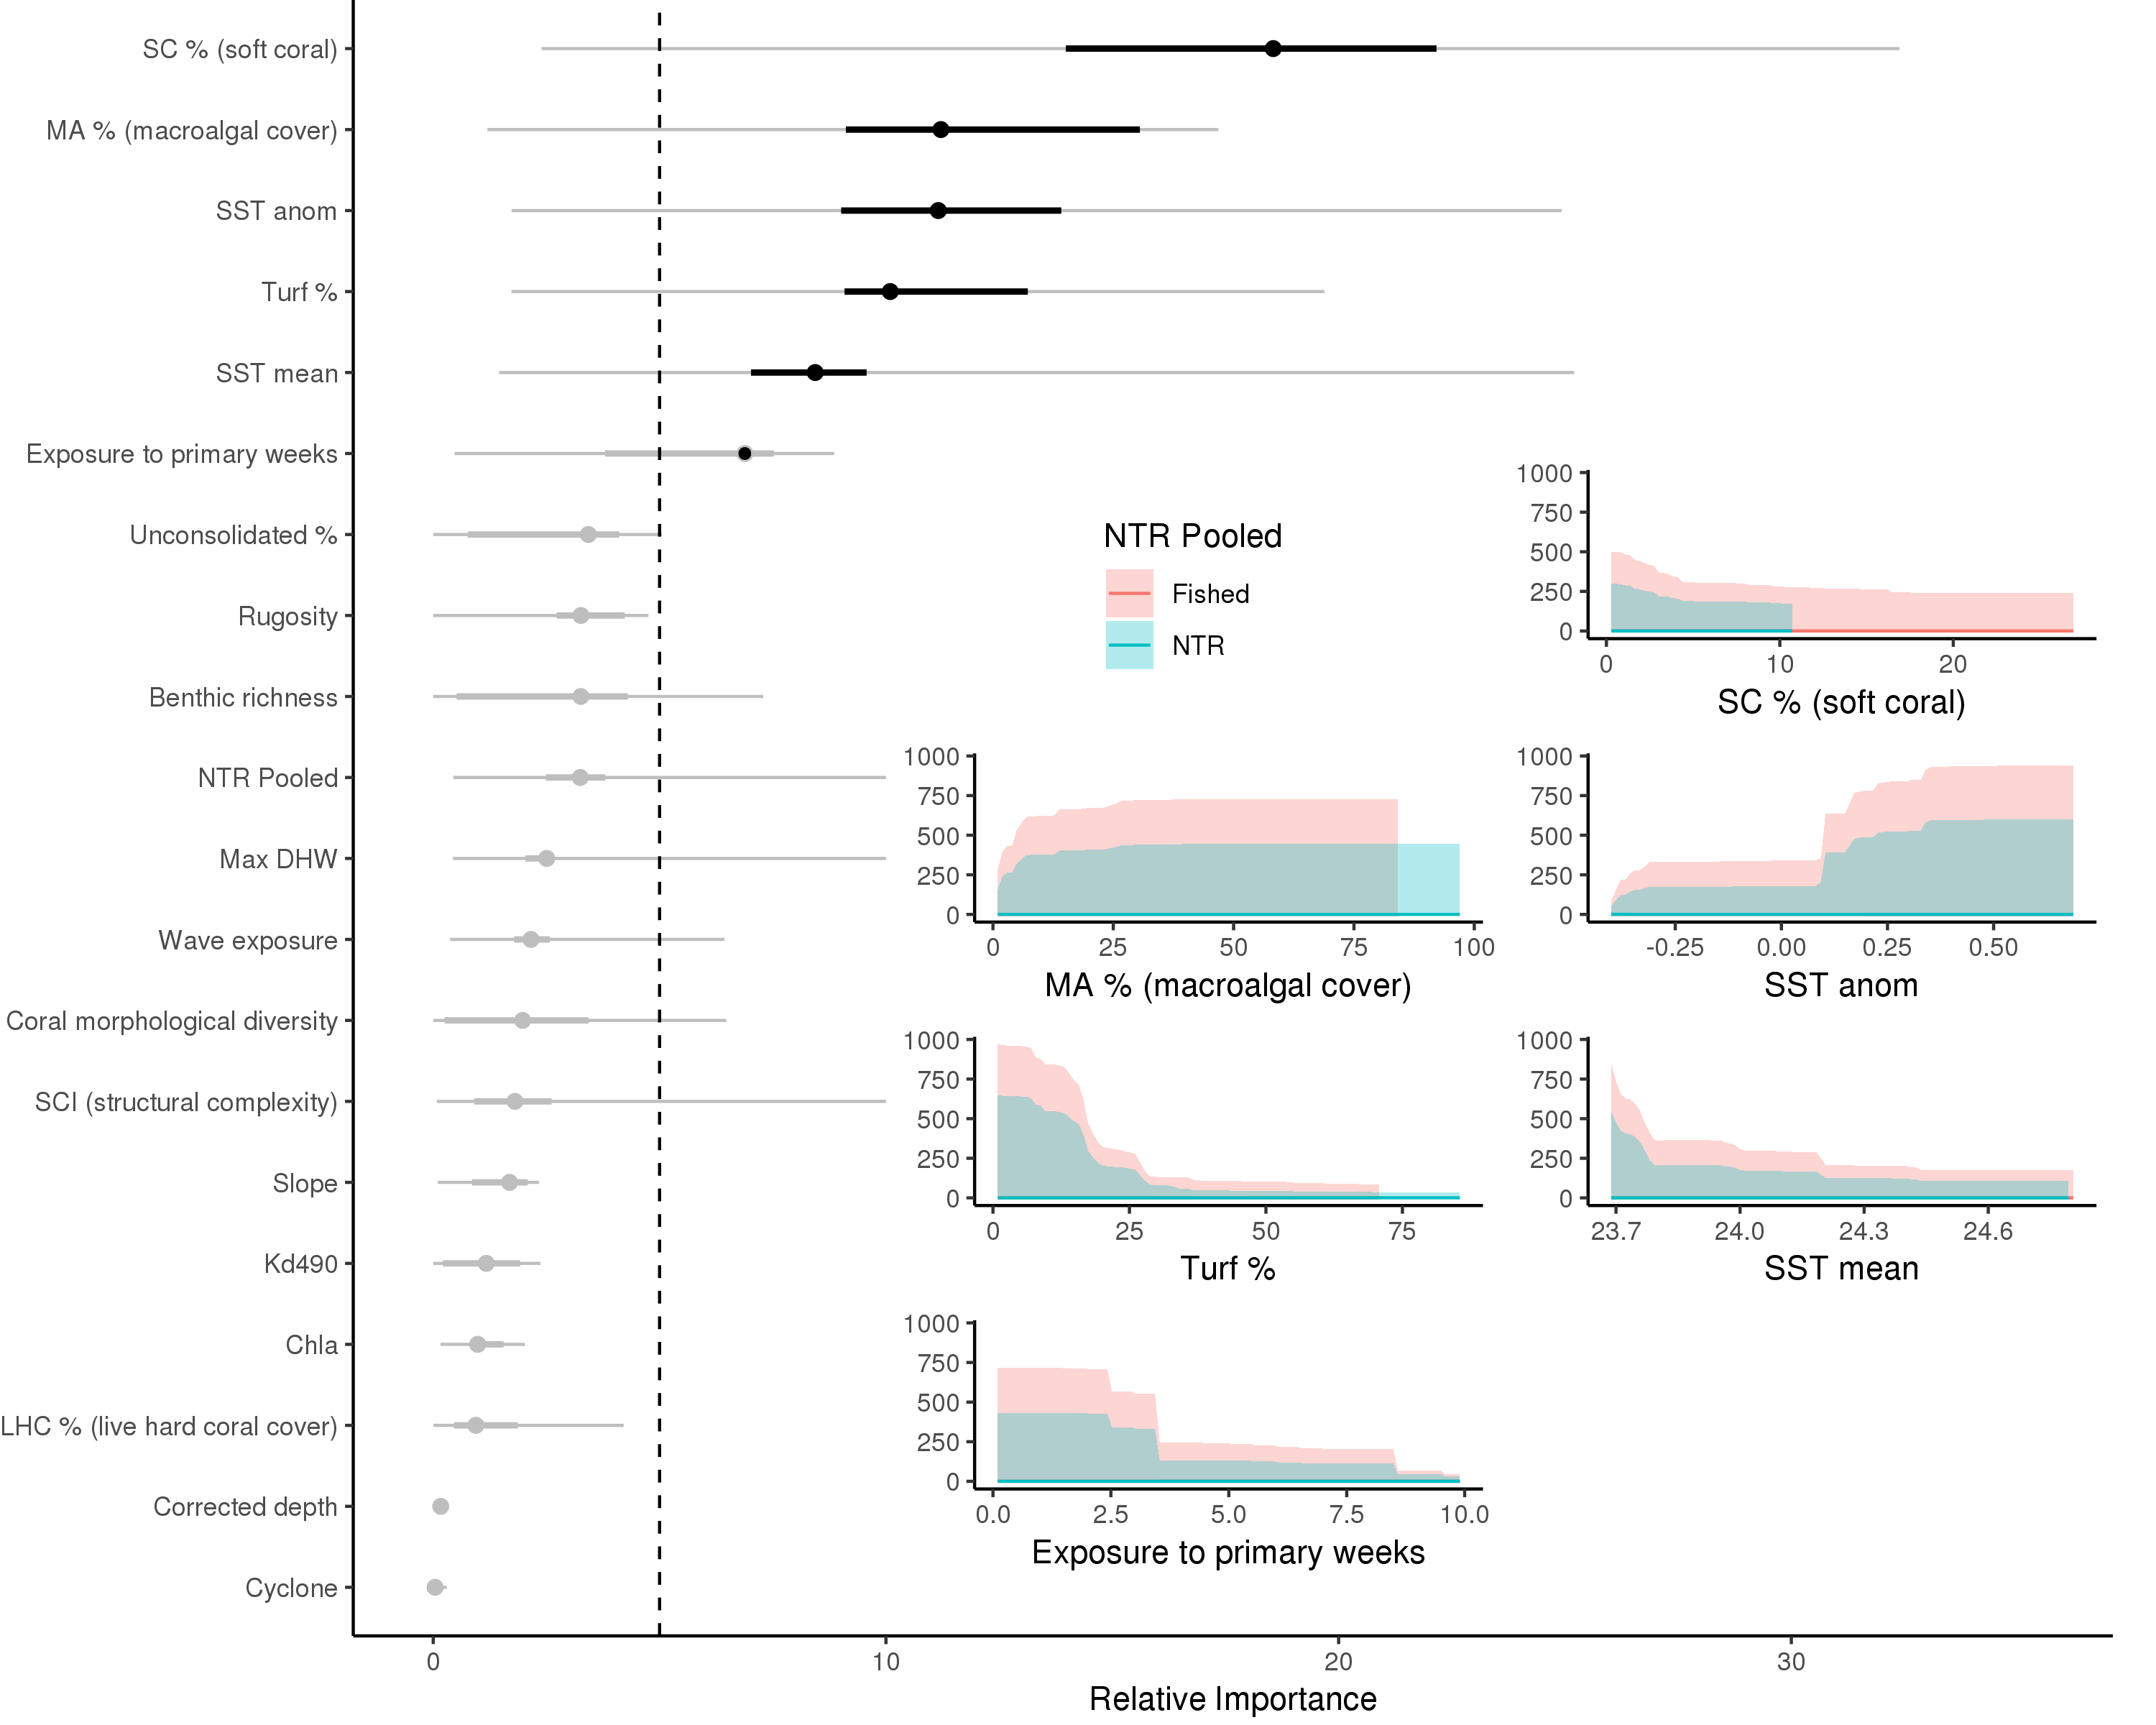 SC % (soft coral)
MA % (macroalgal cover)
SST anom
Turf %
SST mean
Exposure to primary weeks
Unconsolidated %
Rugosity
Benthic richness
NTR Pooled
Max DHW
Wave exposure
Coral morphological diversity
SCI (structural complexity)
Slope
Kd490
Chla
LHC % (live hard coral cover)
Corrected depth
Cyclone
0 10 20 30
Relative Importance
NTR Pooled
Fished
NTR
1000
750
500
250
0
0 10 20
SC % (soft coral)
1000
750
500
250
0
0 25 50 75 100
MA % (macroalgal cover)
1000
750
500
250
0
-0.25 0.00 0.25 0.50
SST anom
1000
750
500
250
0
0 25 50 75
Turf %
1000
750
500
250
0
23.7 24.0 24.3 24.6
SST mean
1000
750
500
250
0
0.0 2.5 5.0 7.5 10.0
Exposure to primary weeks